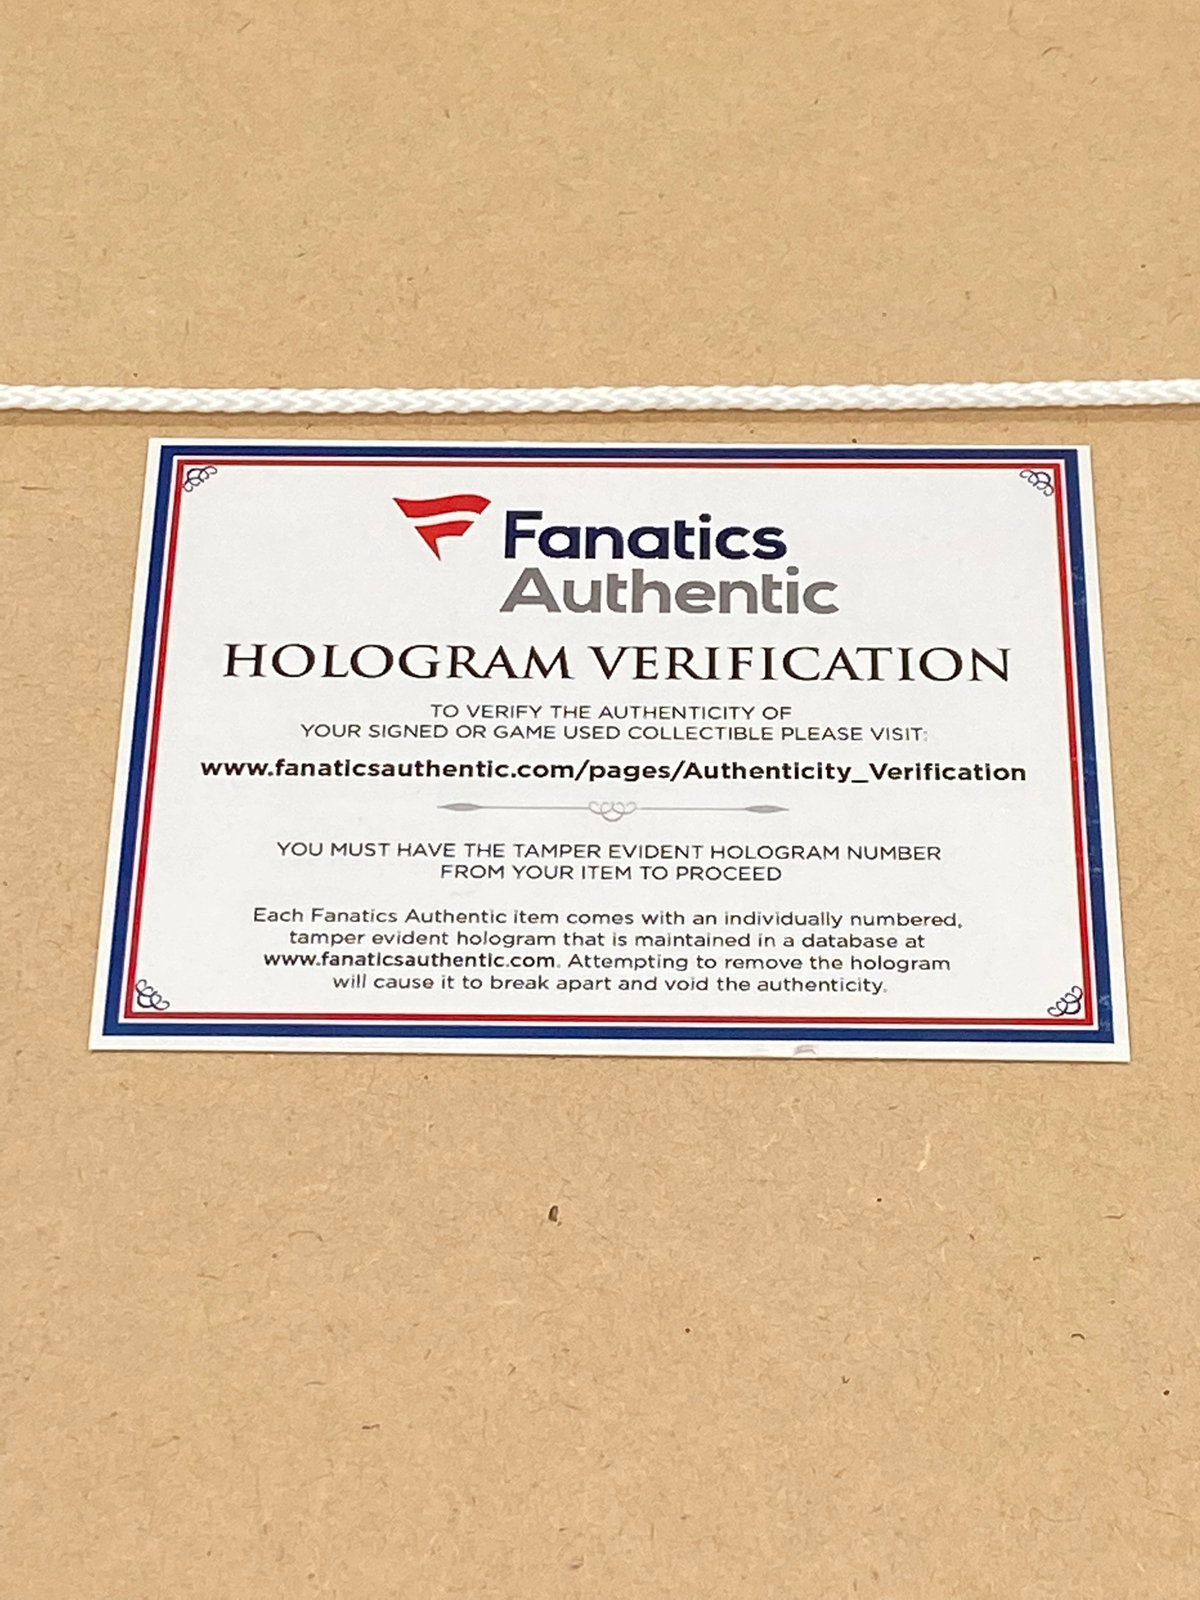 Fanatics
Authentic
HOLOGRAM VERIFICATION
TO VERIFY THE AUTHENTICITY OF
YOUR SIGNED OR GAME USED COLLECTIBLE PLEASE VISIT:
www.fanaticsauthentic.com/pages/Authenticity_Verification
YOU MUST HAVE THE TAMPER EVIDENT HOLOGRAM NUMBER
FROM YOUR ITEM TO PROCEED
Each Fanatics Authentic item comes with an individually numbered,
tamper evident hologram that is maintained in a database at
www.fanaticsauthentic.com. Attempting to remove the hologram
will cause it to break apart and void the authenticity.